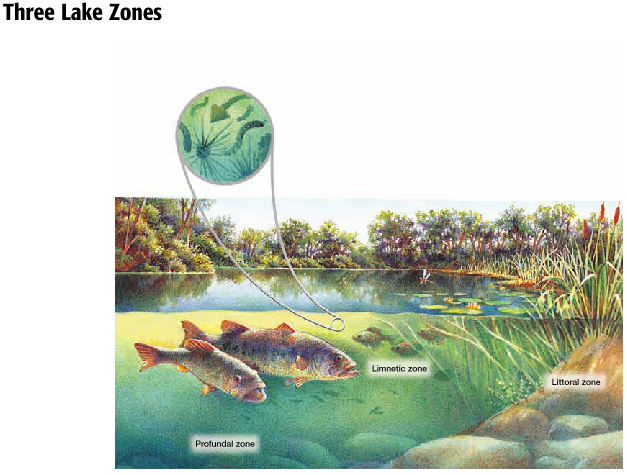 Three Lake Zones
Limnetic zone
Littoral zone
Profundal zone